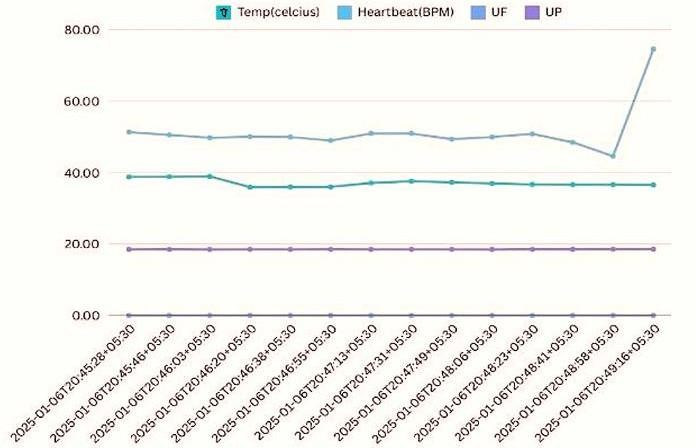 Temp(celcius) Heartbeat(BPM) UF UP
80.00
60.00
40.00
20.00
0.00
2025-01-06T20:45:28+05:30
2025-01-06T20:45:46+05:30
2025-01-06T20:46:03+05:30
2025-01-06T20:46:20+05:30
2025-01-06T20:46:38+05:30
2025-01-06T20:46:55+05:30
2025-01-06T20:47:13+05:30
2025-01-06T20:47:31+05:30
2025-01-06T20:47:49+05:30
2025-01-06T20:48:06+05:30
2025-01-06T20:48:23+05:30
2025-01-06T20:48:41+05:30
2025-01-06T20:48:58+05:30
2025-01-06T20:49:16+05:30